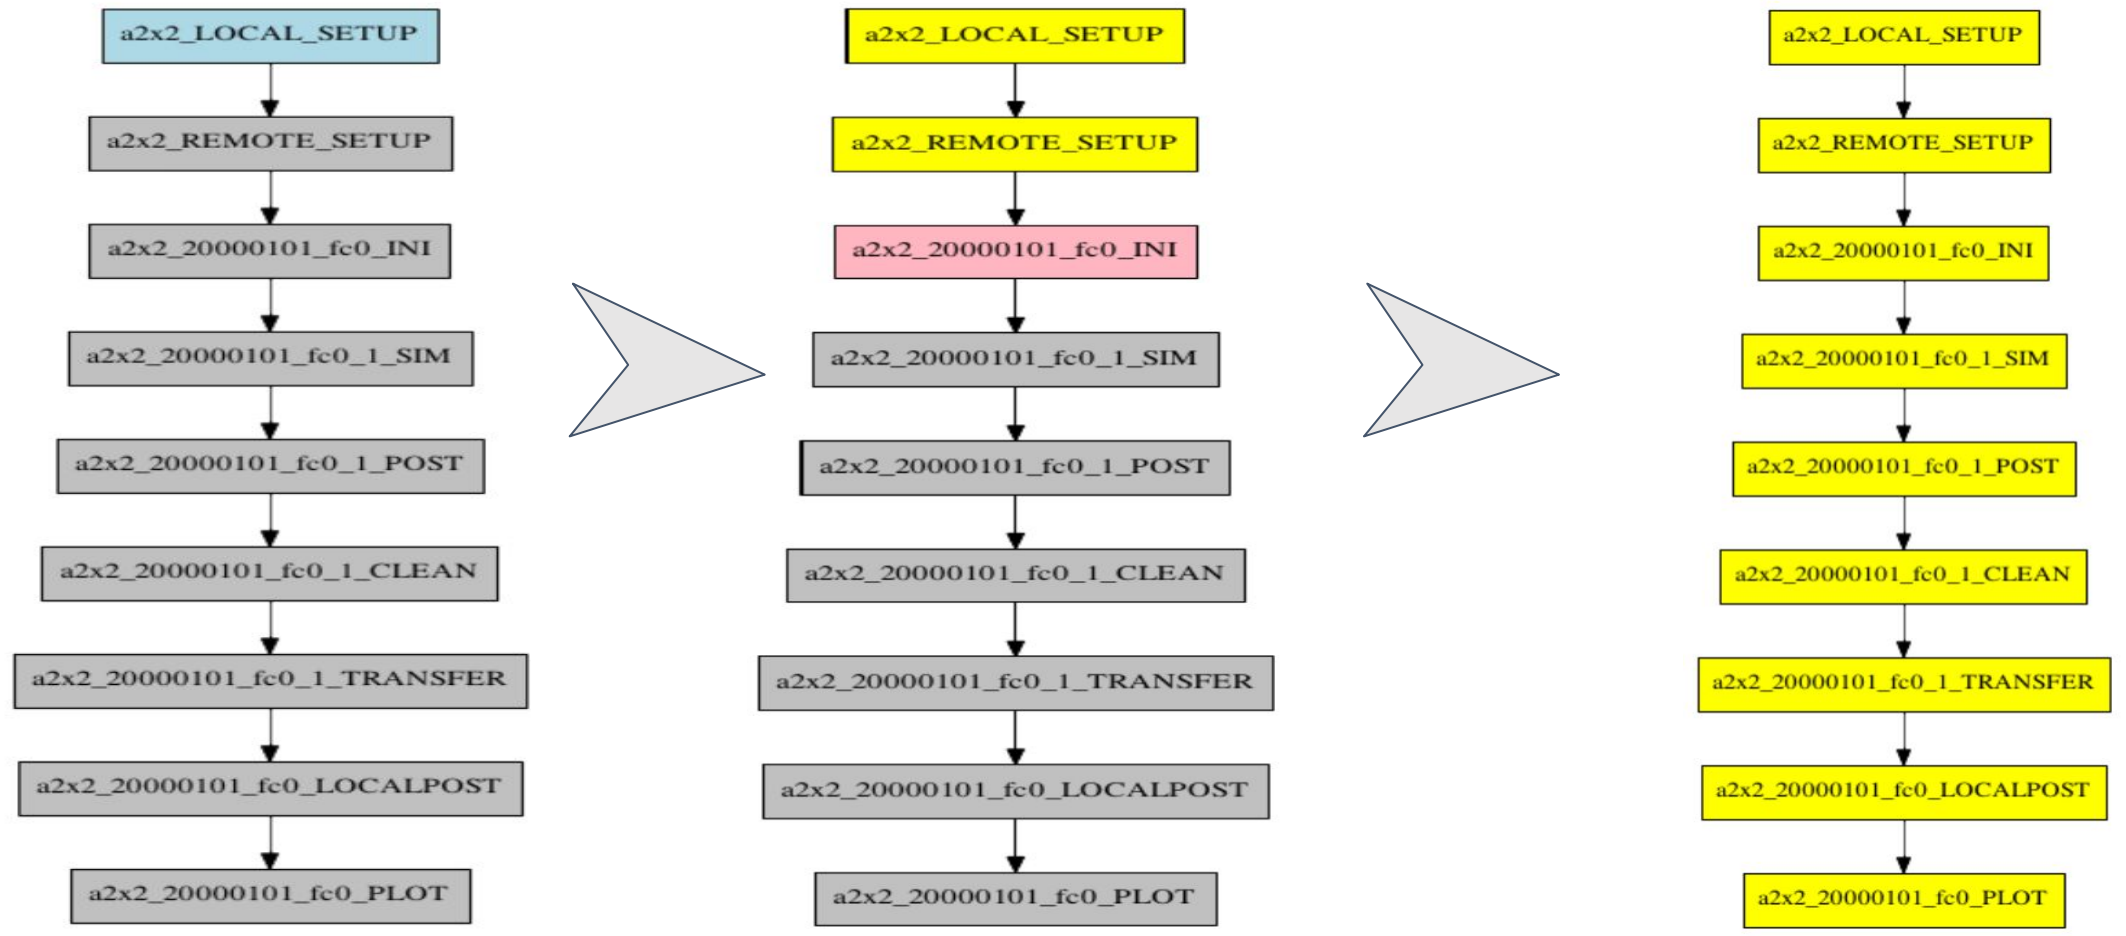 a2x2_LOCAL_SETUP
a2x2_REMOTE_SETUP
a2x2_20000101_fc0_INI
a2x2_20000101_fc0_1_SIM
a2x2_20000101_fc0_1_POST
a2x2_20000101_fc0_1_CLEAN
a2x2_20000101_fc0_1_TRANSFER
a2x2_20000101_fc0_LOCALPOST
a2x2_20000101_fc0_PLOT
a2x2_LOCAL_SETUP
a2x2_REMOTE_SETUP
a2x2_20000101_fc0_INI
a2x2_20000101_fc0_1_SIM
a2x2_20000101_fc0_1_POST
a2x2_20000101_fc0_1_CLEAN
a2x2_20000101_fc0_1_TRANSFER
a2x2_20000101_fc0_LOCALPOST
a2x2_20000101_fc0_PLOT
a2x2_LOCAL_SETUP
a2x2_REMOTE_SETUP
a2x2_20000101_fc0_INI
a2x2_20000101_fc0_1_SIM
a2x2_20000101_fc0_1_POST
a2x2_20000101_fc0_1_CLEAN
a2x2_20000101_fc0_1_TRANSFER
a2x2_20000101_fc0_LOCALPOST
a2x2_20000101_fc0_PLOT